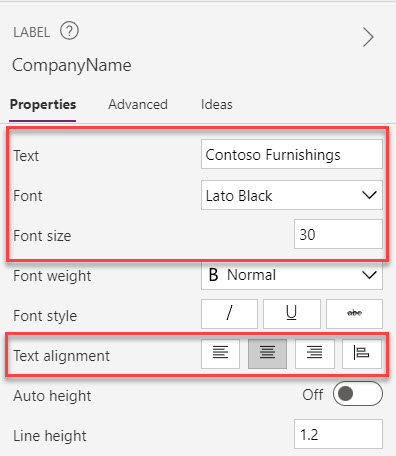 LABEL ?
CompanyName
Properties Advanced Ideas
Text Contoso Furnishings
Font Lato Black
Font size 30
Font weight B Normal
Font style / U abc
Text alignment
Auto height Off
Line height 1.2